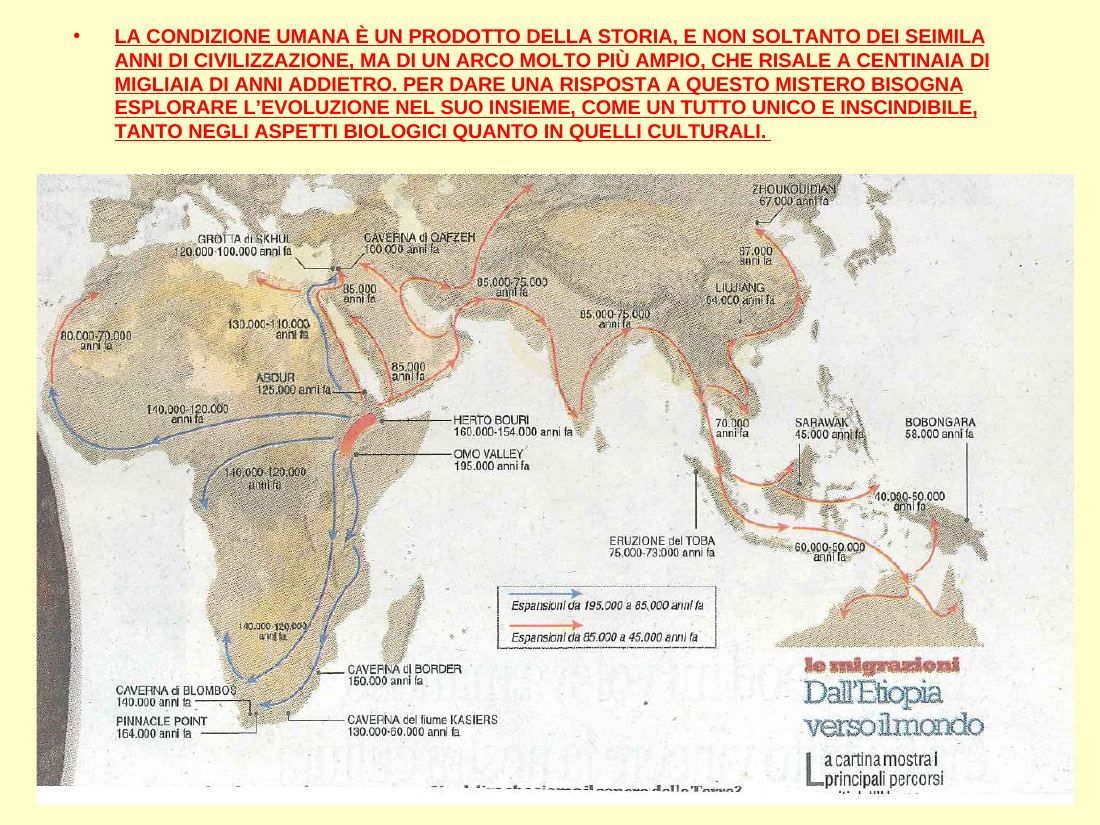 • LA CONDIZIONE UMANA È UN PRODOTTO DELLA STORIA, E NON SOLTANTO DEI SEIMILA
ANNI DI CIVILIZZAZIONE, MA DI UN ARCO MOLTO PIÙ AMPIO, CHE RISALE A CENTINAIA DI
MIGLIAIA DI ANNI ADDIETRO. PER DARE UNA RISPOSTA A QUESTO MISTERO BISOGNA
ESPLORARE L’EVOLUZIONE NEL SUO INSIEME, COME UN TUTTO UNICO E INSCINDIBILE,
TANTO NEGLI ASPETTI BIOLOGICI QUANTO IN QUELLI CULTURALI.
ZHOUKOUDIAN
67.000 anni fa
GROTTA di SKHUL
120.000-100.000 anni fa
CAVERNA di QAFZEH
100.000 anni fa
67.000
anni fa
85.000
anni fa
85.000-75.000
anni fa
LIUJIANG
64.000 anni fa
85.000-75.000
anni fa
130.000-110.000
anni fa
80.000-70.000
anni fa
85.000
anni fa
ABDUR
125.000 anni fa
140.000-120.000
anni fa
HERTO BOURI
160.000-154.000 anni fa
70.000
anni fa
SARAWAK
45.000 anni fa
BOBONGARA
58.000 anni fa
OMO VALLEY
195.000 anni fa
140.000-120.000
anni fa
40.000-50.000
anni fa
ERUZIONE del TOBA
75.000-73.000 anni fa
60.000-50.000
anni fa
Espansioni da 195.000 a 85.000 anni fa
Espansioni da 85.000 a 45.000 anni fa
140.000-120.000
anni fa
CAVERNA di BORDER
150.000 anni fa
CAVERNA di BLOMBOS
140.000 anni fa
PINNACLE POINT
164.000 anni fa
CAVERNA del fiume KASIERS
130.000-60.000 anni fa
le migrazioni
Dall'Etiopia
verso il mondo
La cartina mostra i
principali percorsi